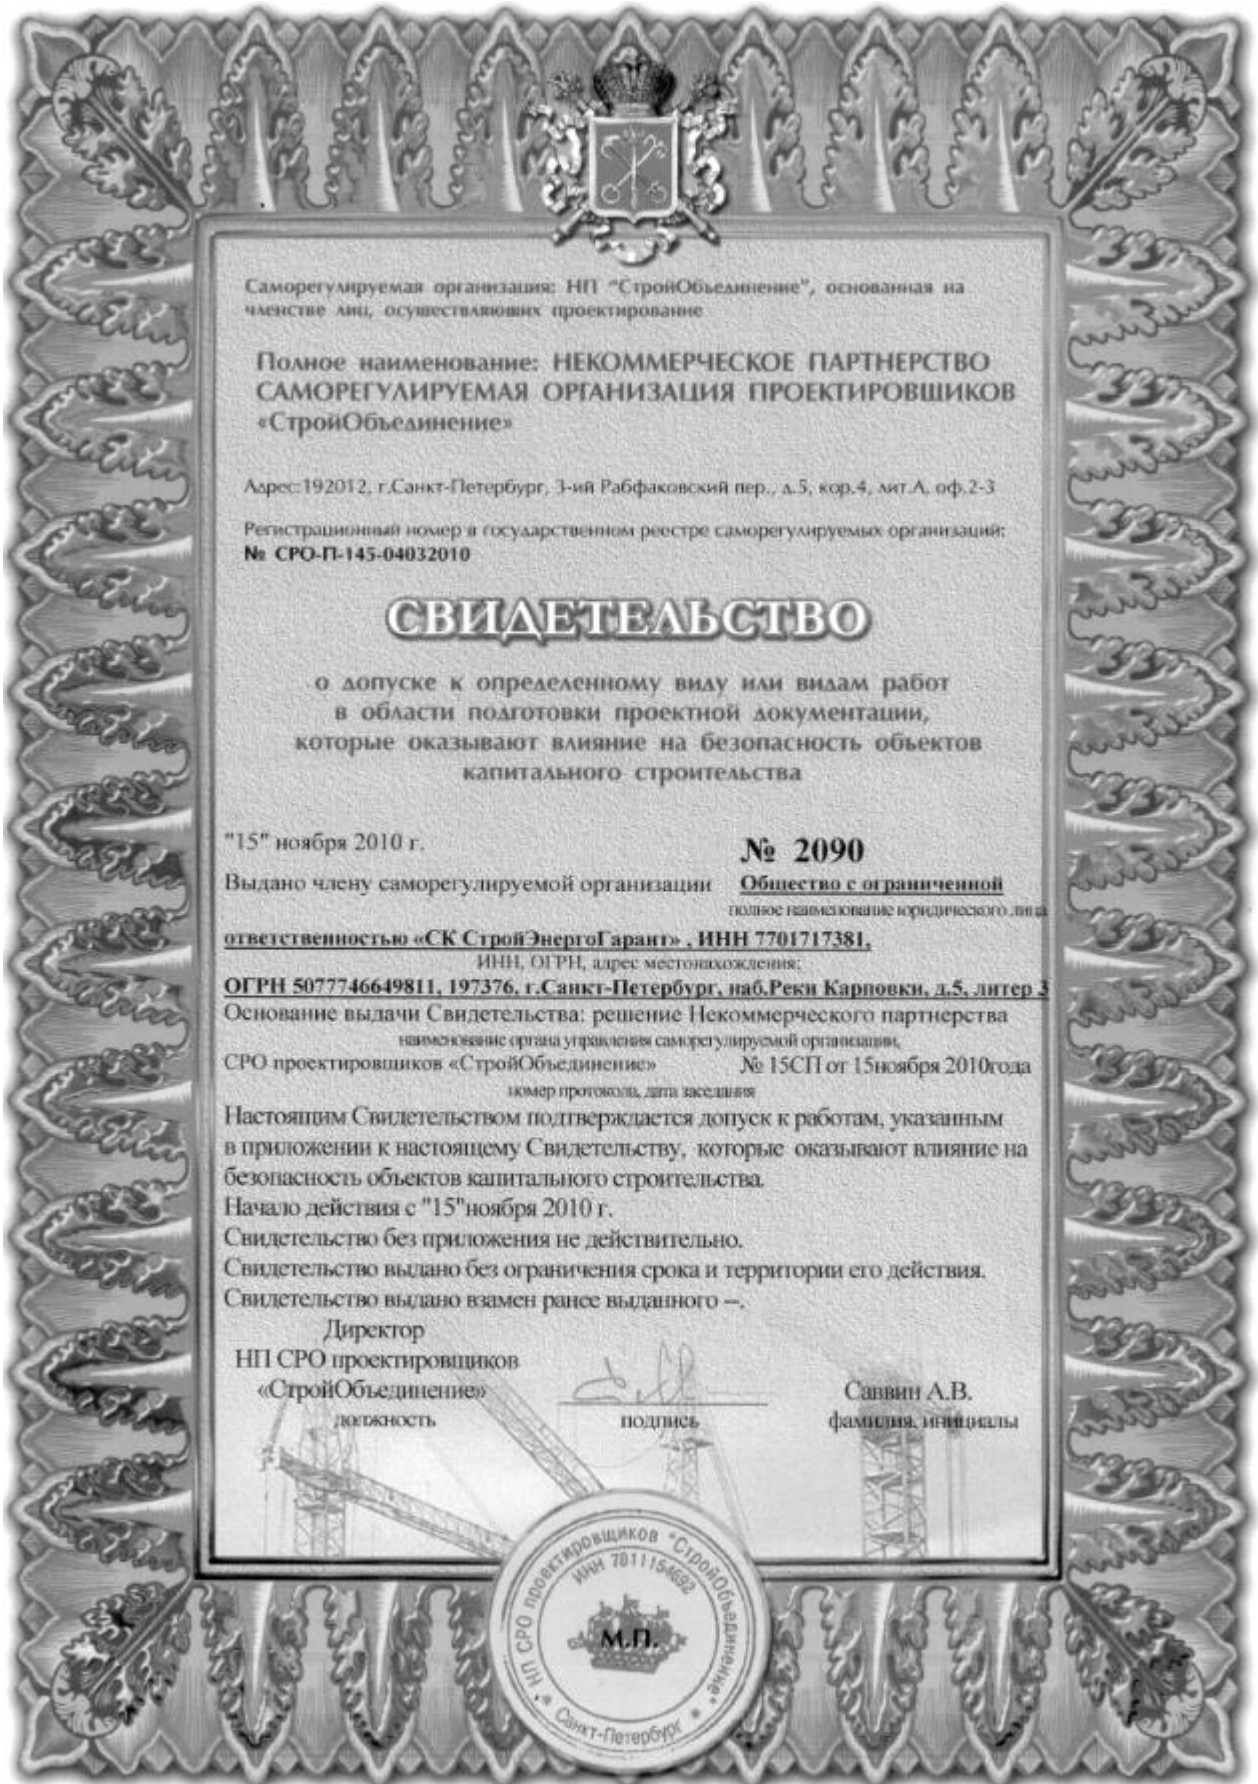 Саморегулируемая организация: НП "СтройОбъединение", основанная на
членстве лиц, осуществляющих проектирование
Полное наименование: НЕКОММЕРЧЕСКОЕ ПАРТНЕРСТВО
САМОРЕГУЛИРУЕМАЯ ОРГАНИЗАЦИЯ ПРОЕКТИРОВЩИКОВ
«СтройОбъединение»
Адрес:192012, г.Санкт-Петербург, 3-ий Рабфаковский пер., д.5, кор.4, лит.А, оф.2-3
Регистрационный номер в государственном реестре саморегулируемых организаций:
№ СРО-П-145-04032010
СВИДЕТЕЛЬСТВО
о допуске к определенному виду или видам работ
в области подготовки проектной документации,
которые оказывают влияние на безопасность объектов
капитального строительства
"15" ноября 2010 г.
№ 2090
Выдано члену саморегулируемой организации Общество с ограниченной
полное наименование юридического лица
ответственностью «СК СтройЭнергоГарант» , ИНН 7701717381,
ИНН, ОГРН, адрес местонахождения;
ОГРН 5077746649811, 197376, г.Санкт-Петербург, наб.Реки Карповки, д.5, литер 3
Основание выдачи Свидетельства: решение Некоммерческого партнерства
наименование органа управления саморегулируемой организации,
СРО проектировщиков «СтройОбъединение» № 15СП от 15ноября 2010года
номер протокола, дата заседания
Настоящим Свидетельством подтверждается допуск к работам, указанным
в приложении к настоящему Свидетельству, которые оказывают влияние на
безопасность объектов капитального строительства.
Начало действия с "15"ноября 2010 г.
Свидетельство без приложения не действительно.
Свидетельство выдано без ограничения срока и территории его действия.
Свидетельство выдано взамен ранее выданного –.
Директор
НП СРО проектировщиков
«СтройОбъединение»
Саввин А.В.
должность
подпись
фамилия, инициалы
НП СРО проектировщиков "СтройОбъединение"
ИНН 7811154692
М.П.
* Санкт-Петербург *